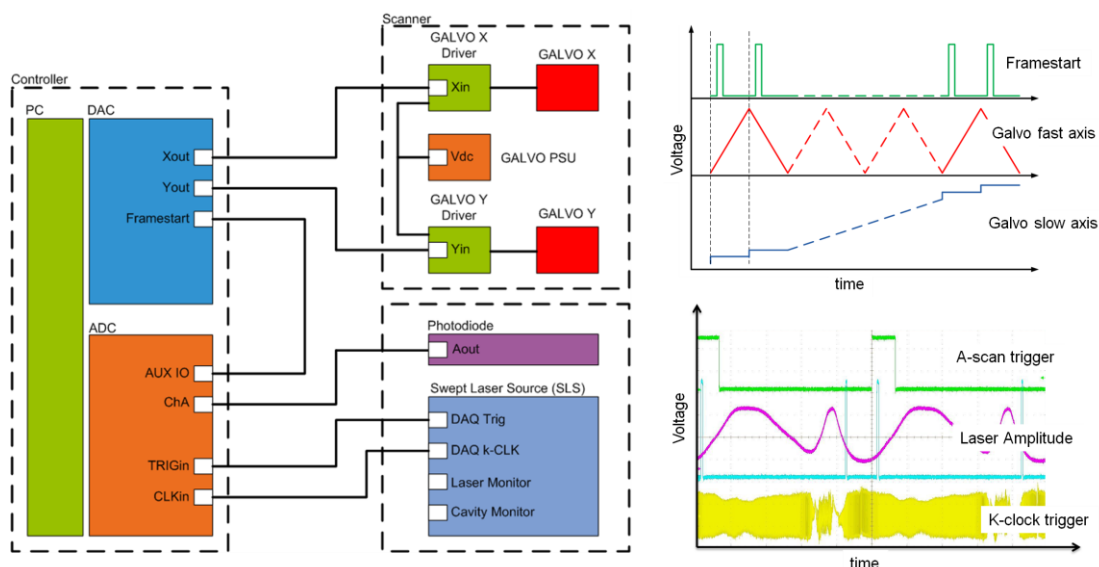 Controller
PC
DAC
Xout
Yout
Framestart
ADC
AUX IO
ChA
TRIGin
CLKin
Scanner
GALVO X
Driver
Xin
GALVO X
Vdc
GALVO PSU
GALVO Y
Driver
Yin
GALVO Y
Photodiode
Aout
Swept Laser Source (SLS)
DAQ Trig
DAQ k-CLK
Laser Monitor
Cavity Monitor
Voltage
Framestart
Galvo fast axis
Galvo slow axis
time
Voltage
A-scan trigger
Laser Amplitude
K-clock trigger
time